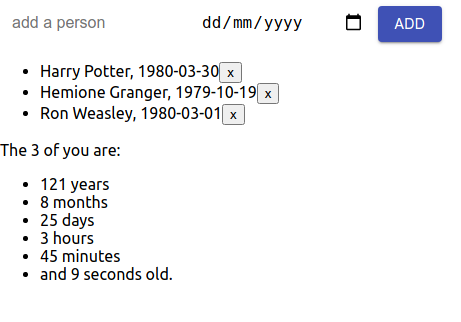 add a person dd/mm/yyyy ADD
Harry Potter, 1980-03-30 x
Hemione Granger, 1979-10-19 x
Ron Weasley, 1980-03-01 x
The 3 of you are:
121 years
8 months
25 days
3 hours
45 minutes
and 9 seconds old.